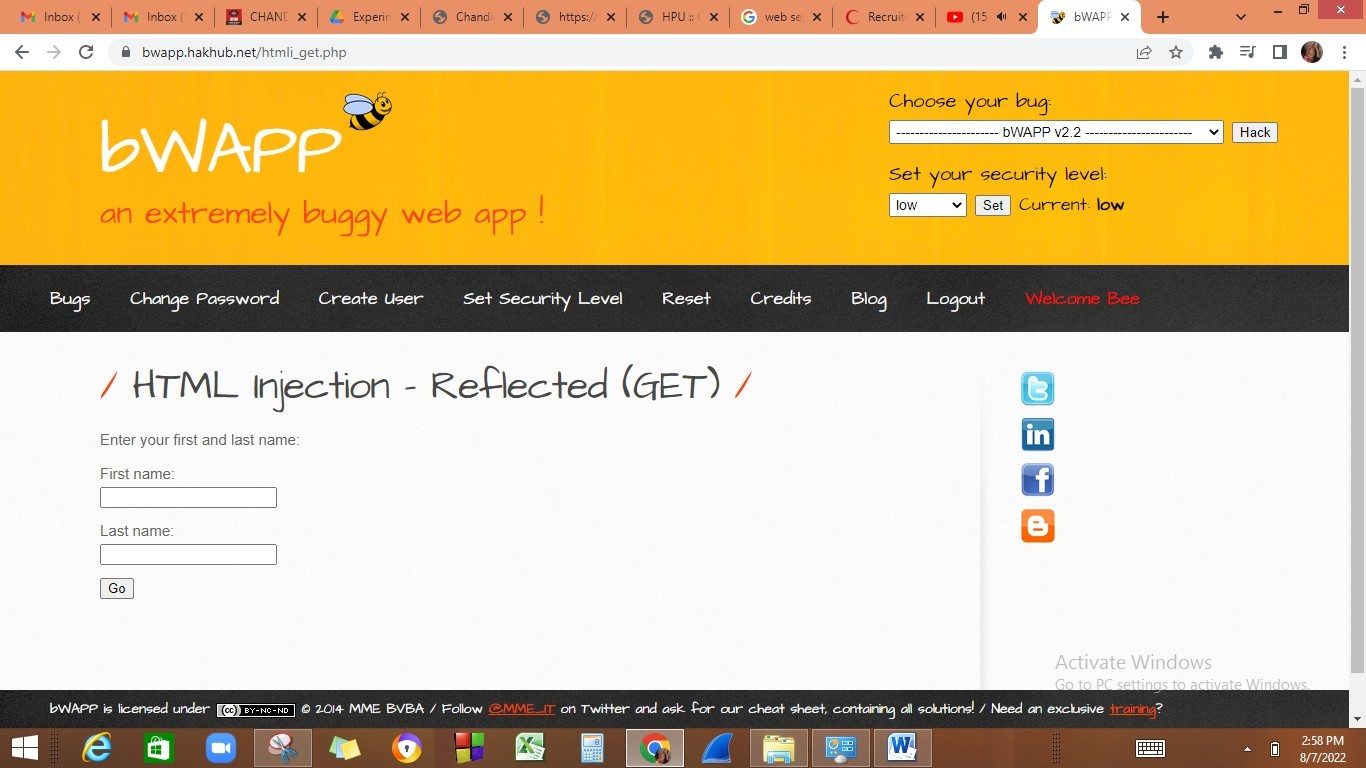 Inbox (
Inbox (
CHAND
Experin
Chandi
https://
HPU ::
web se
Recruiti
(15
bWAPP
bwapp.hakhub.net/htmli_get.php
bWAPP
an extremely buggy web app !
Choose your bug:
---------------------- bWAPP v2.2 -----------------------
Hack
Set your security level:
low
Set
Current: low
Bugs
Change Password
Create User
Set Security Level
Reset
Credits
Blog
Logout
Welcome Bee
/ HTML Injection - Reflected (GET) /
Enter your first and last name:
First name:
Last name:
Go
Activate Windows
Go to PC settings to activate Windows.
bWAPP is licensed under (cc) BY-NC-ND © 2014 MME BVBA / Follow @MME_IT on Twitter and ask for our cheat sheet, containing all solutions! / Need an exclusive training?
2:58 PM
8/7/2022